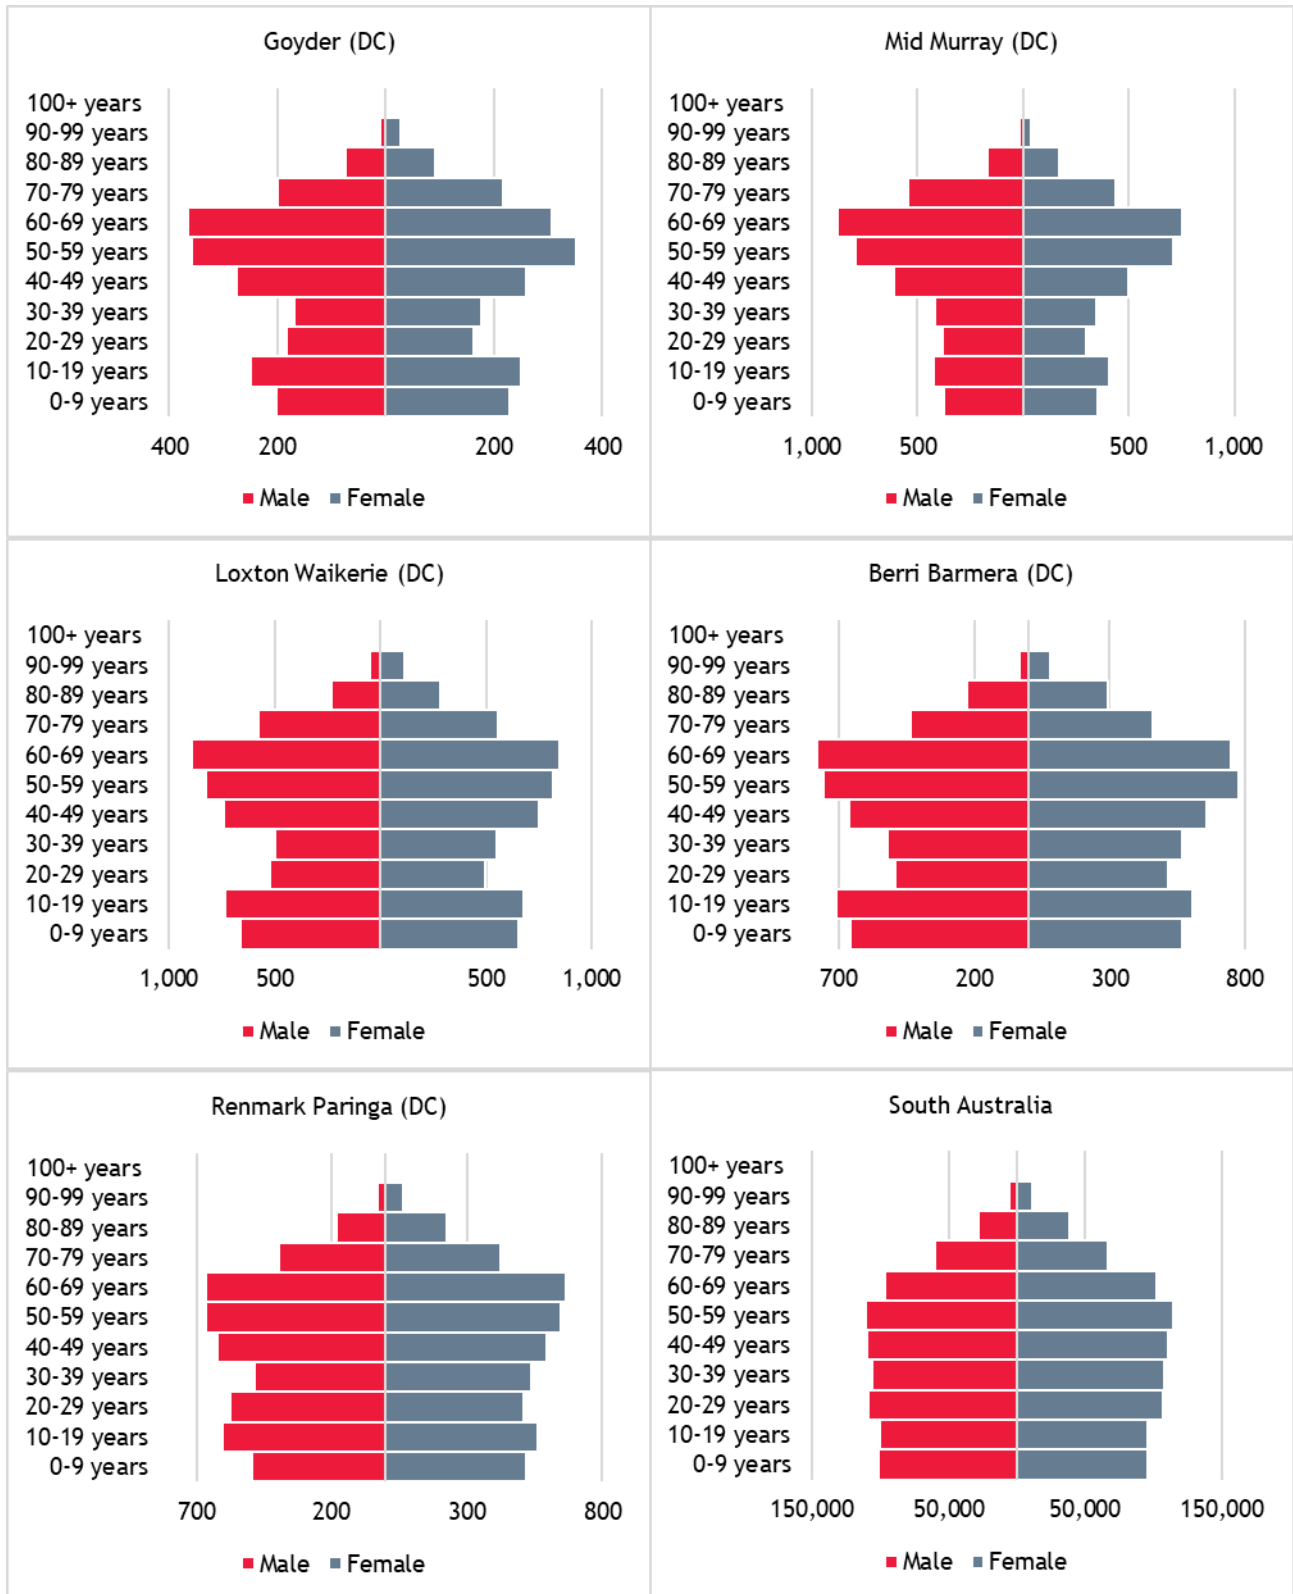 Goyder (DC)
100+ years
90-99 years
80-89 years
70-79 years
60-69 years
50-59 years
40-49 years
30-39 years
20-29 years
10-19 years
0-9 years
400 200 200 400
Male Female
Mid Murray (DC)
100+ years
90-99 years
80-89 years
70-79 years
60-69 years
50-59 years
40-49 years
30-39 years
20-29 years
10-19 years
0-9 years
1,000 500 500 1,000
Male Female
Loxton Waikerie (DC)
100+ years
90-99 years
80-89 years
70-79 years
60-69 years
50-59 years
40-49 years
30-39 years
20-29 years
10-19 years
0-9 years
1,000 500 500 1,000
Male Female
Berri Barmera (DC)
100+ years
90-99 years
80-89 years
70-79 years
60-69 years
50-59 years
40-49 years
30-39 years
20-29 years
10-19 years
0-9 years
700 200 300 800
Male Female
Renmark Paringa (DC)
100+ years
90-99 years
80-89 years
70-79 years
60-69 years
50-59 years
40-49 years
30-39 years
20-29 years
10-19 years
0-9 years
700 200 300 800
Male Female
South Australia
100+ years
90-99 years
80-89 years
70-79 years
60-69 years
50-59 years
40-49 years
30-39 years
20-29 years
10-19 years
0-9 years
150,000 50,000 50,000 150,000
Male Female